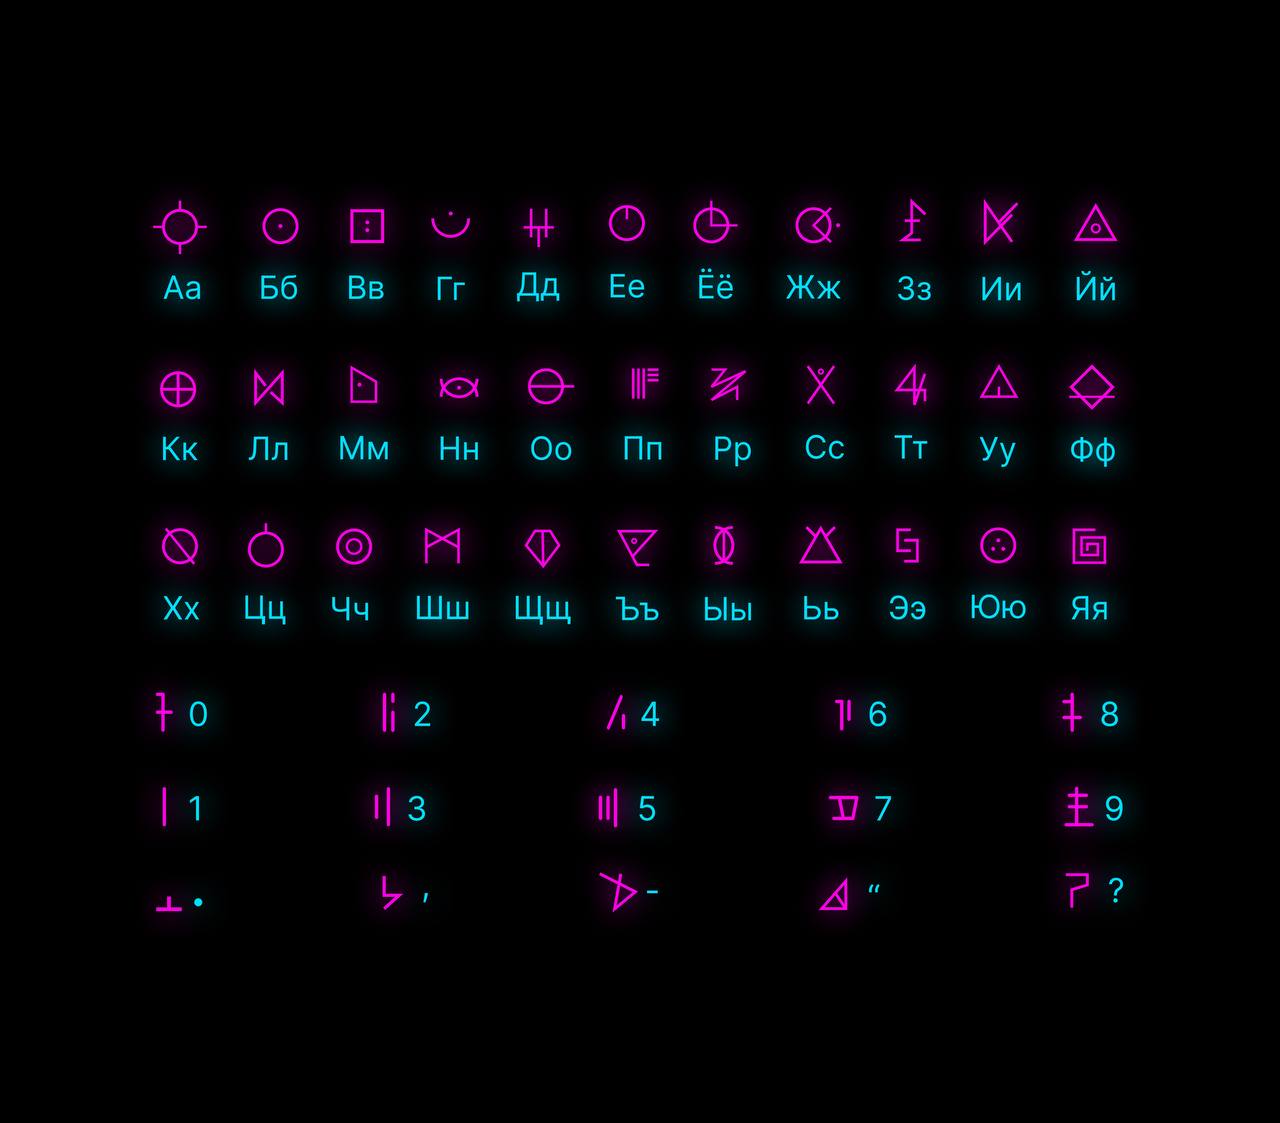 Аа Бб Вв Гг Дд Ее Ёё Жж Зз Ии Йй
Кк Лл Мм Нн Оо Пп Рр Сс Тт Уу Фф
Хх Цц Чч Шш Щщ Ъъ Ыы Ьь Ээ Юю Яя
0 2 4 6 8
1 3 5 7 9
• , - “ ?